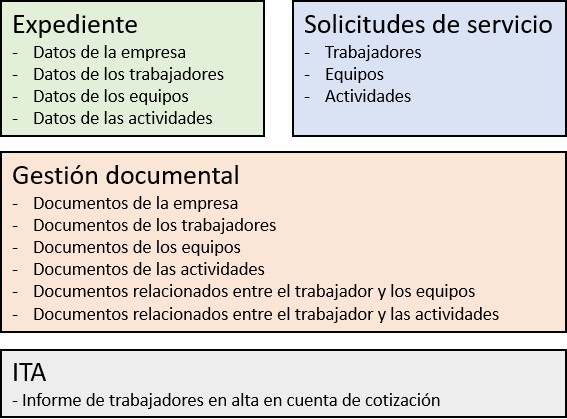 Expediente
- Datos de la empresa
- Datos de los trabajadores
- Datos de los equipos
- Datos de las actividades
Solicitudes de servicio
- Trabajadores
- Equipos
- Actividades
Gestión documental
- Documentos de la empresa
- Documentos de los trabajadores
- Documentos de los equipos
- Documentos de las actividades
- Documentos relacionados entre el trabajador y los equipos
- Documentos relacionados entre el trabajador y las actividades
ITA
- Informe de trabajadores en alta en cuenta de cotización